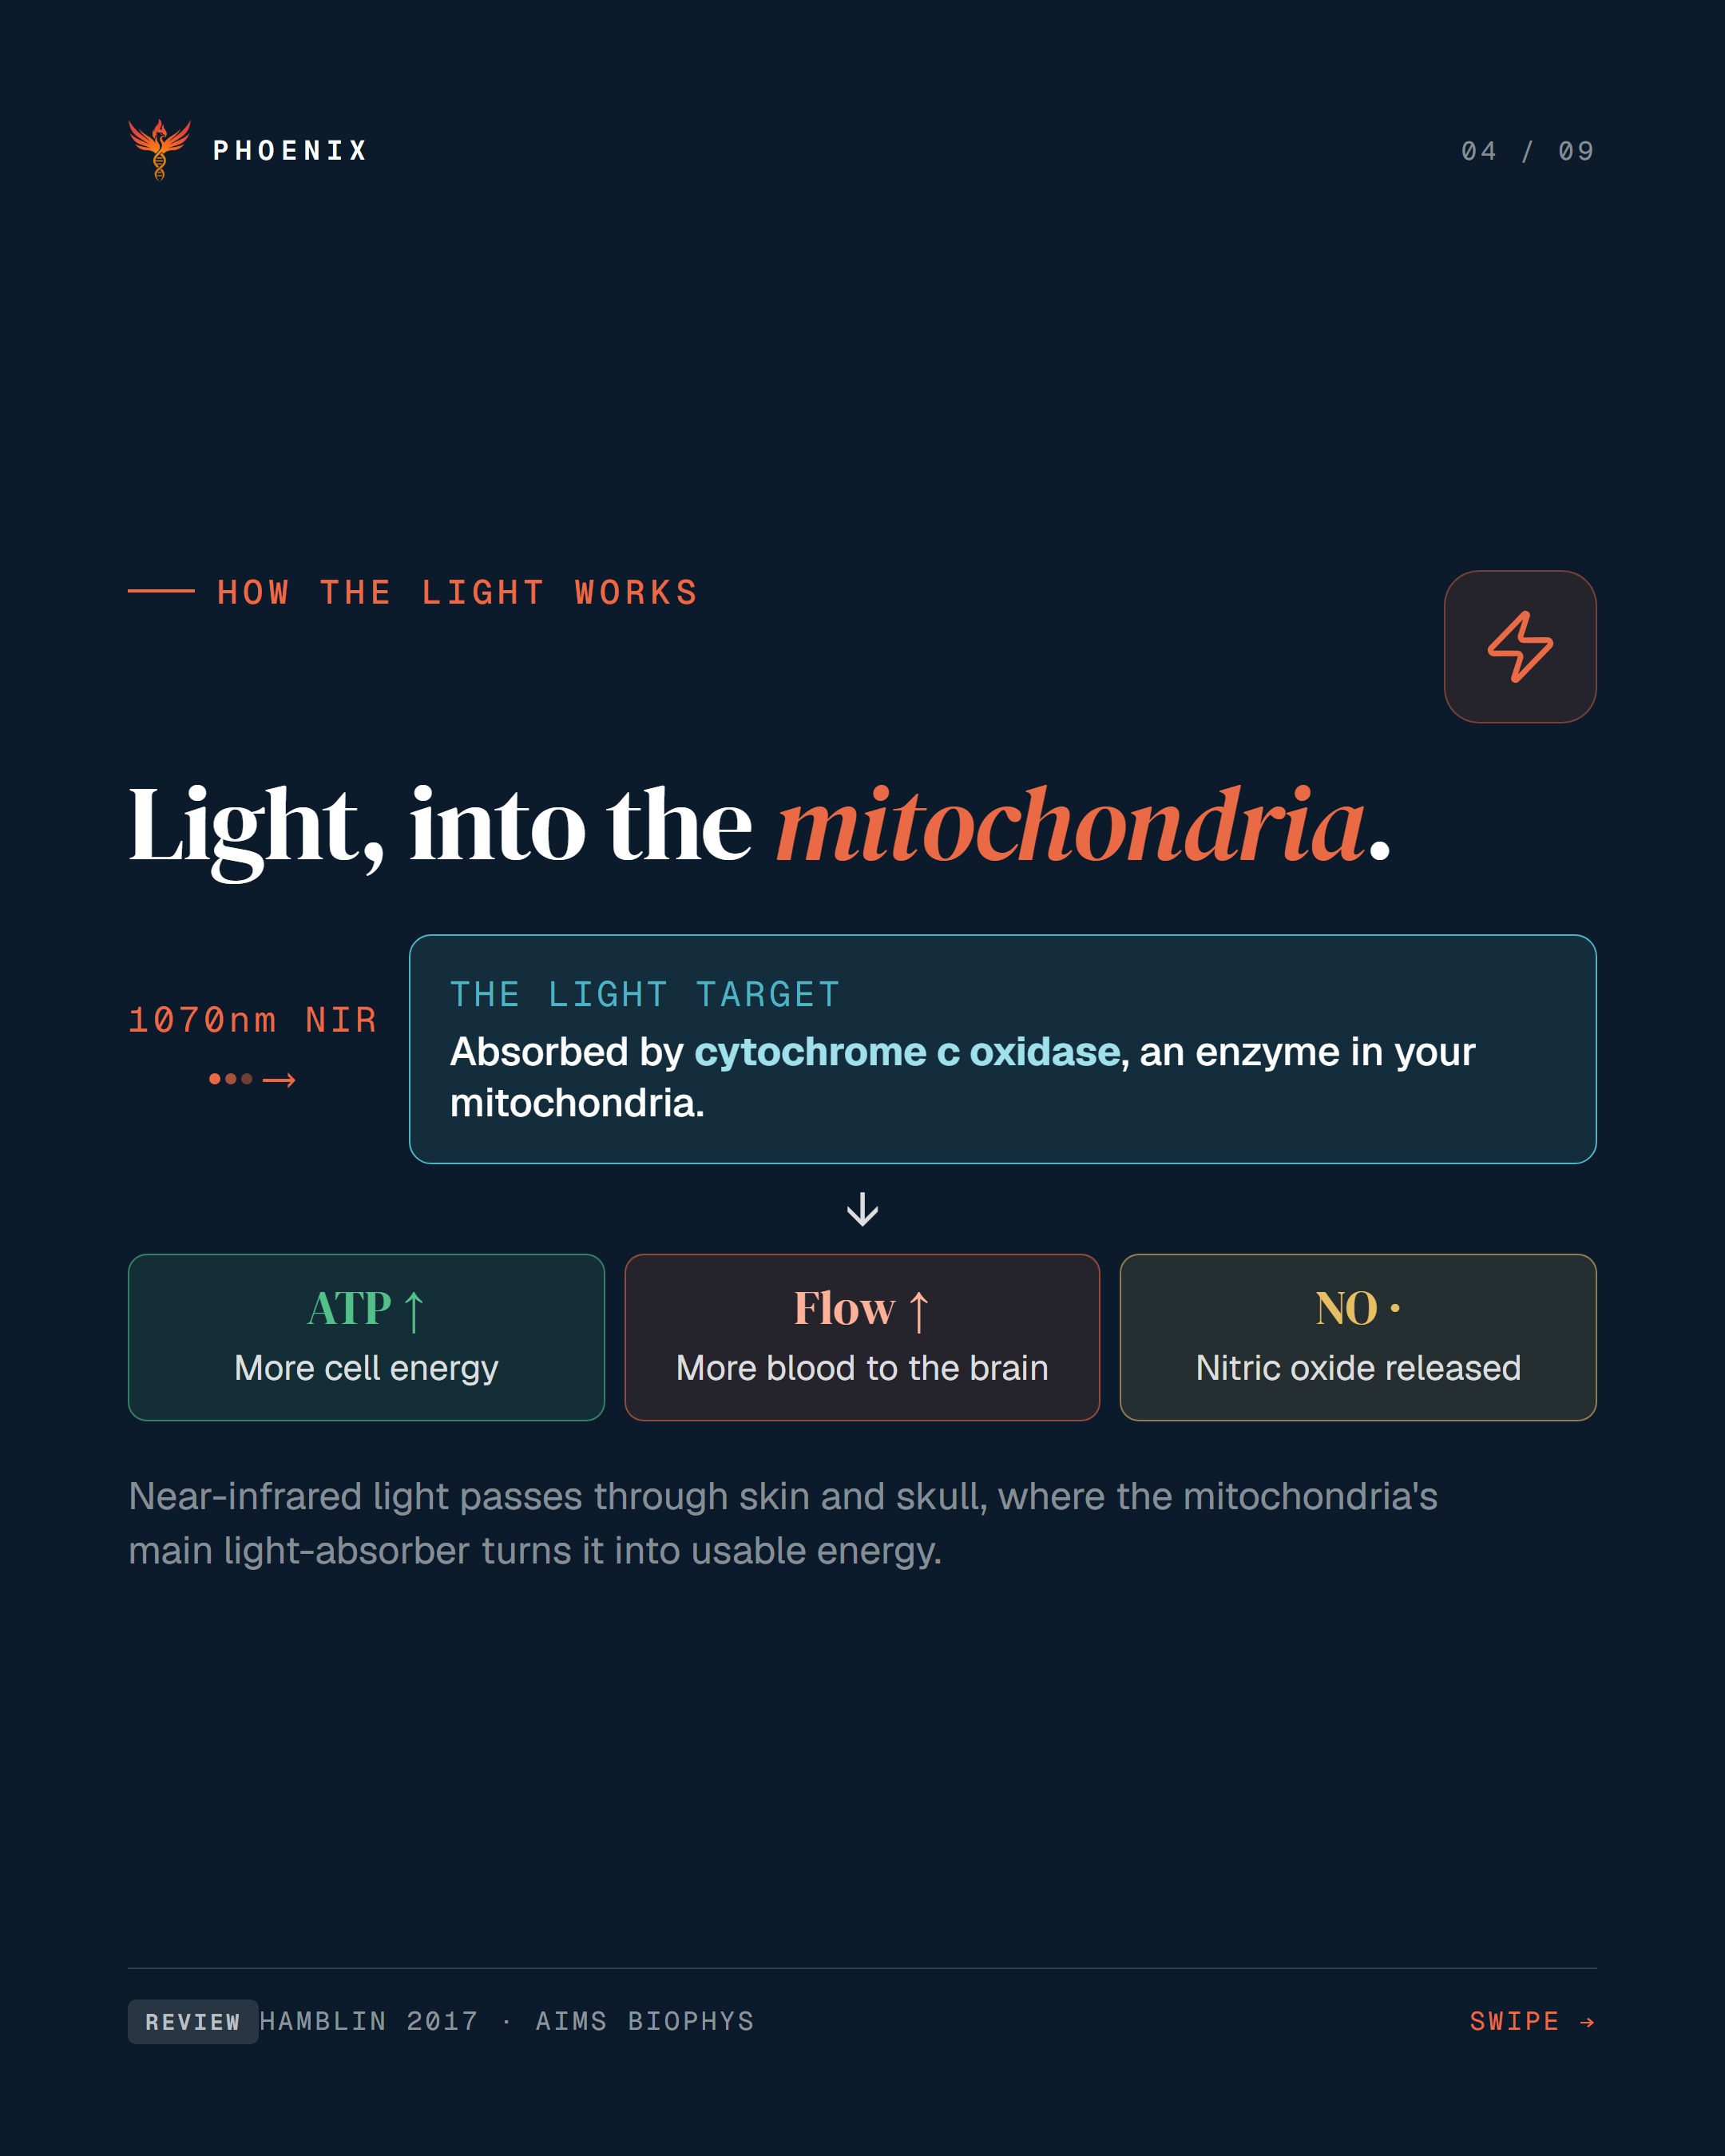 PHOENIX
04 / 09
HOW THE LIGHT WORKS
Light, into the mitochondria.
1070nm NIR
→
THE LIGHT TARGET
Absorbed by cytochrome c oxidase, an enzyme in your
mitochondria.
↓
ATP ↑
More cell energy
Flow ↑
More blood to the brain
NO ·
Nitric oxide released
Near-infrared light passes through skin and skull, where the mitochondria's
main light-absorber turns it into usable energy.
REVIEW HAMBLIN 2017 · AIMS BIOPHYS
SWIPE →